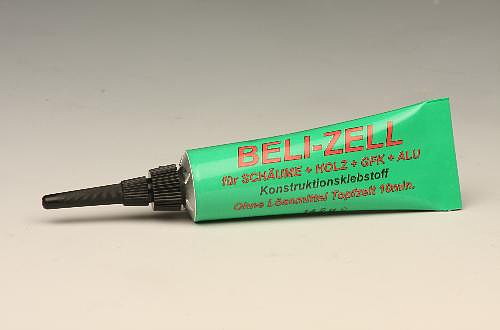 BELI-ZELL
für SCHÄUME + HOLZ + GFK + ALU
Konstruktionsklebstoff
Ohne Lösemittel Topfzeit 10min.